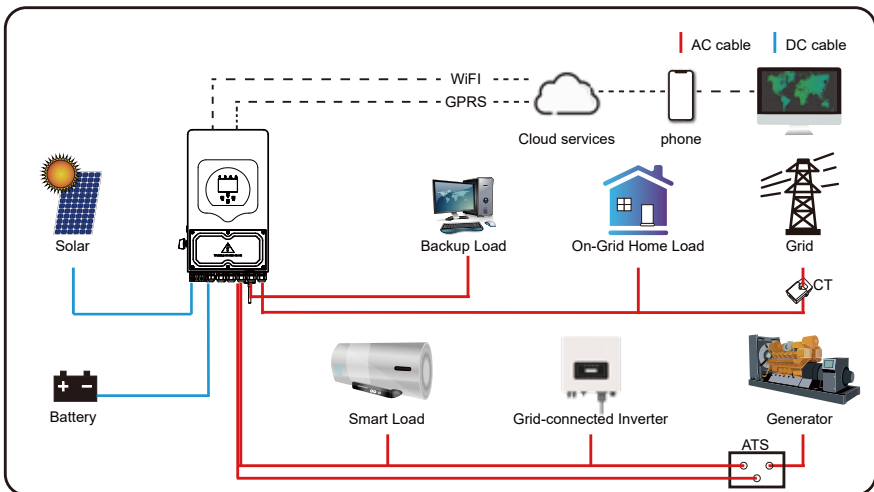 AC cable
DC cable
WiFI
GPRS
Cloud services
phone
Solar
Backup Load
On-Grid Home Load
Grid
CT
Battery
Smart Load
Grid-connected Inverter
Generator
ATS